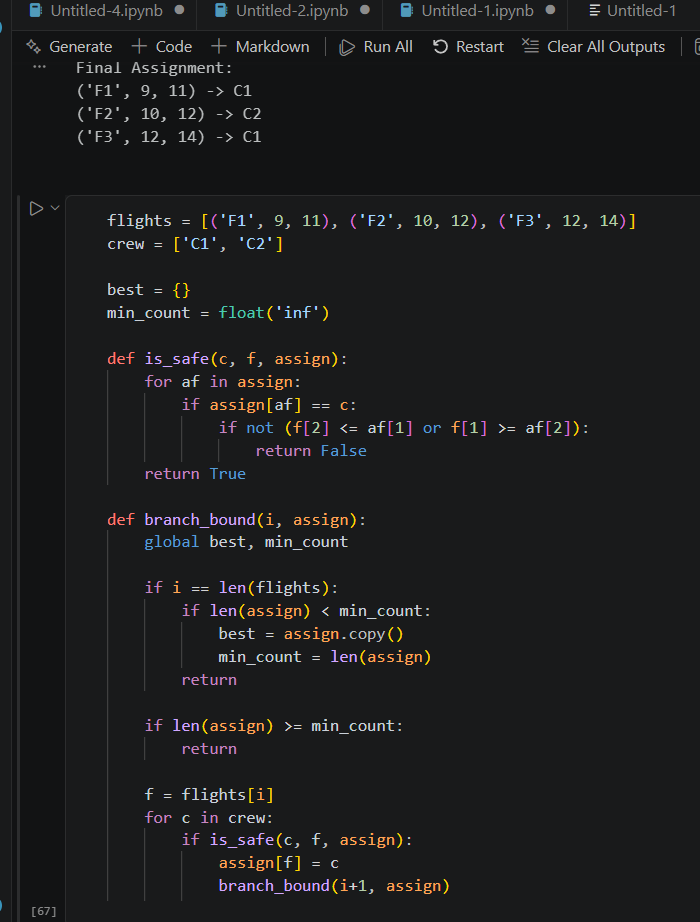 Untitled-4.ipynb Untitled-2.ipynb Untitled-1.ipynb Untitled-1
Generate + Code + Markdown Run All Restart Clear All Outputs
... Final Assignment:
('F1', 9, 11) -> C1
('F2', 10, 12) -> C2
('F3', 12, 14) -> C1
flights = [('F1', 9, 11), ('F2', 10, 12), ('F3', 12, 14)]
crew = ['C1', 'C2']

best = {}
min_count = float('inf')

def is_safe(c, f, assign):
    for af in assign:
        if assign[af] == c:
            if not (f[2] <= af[1] or f[1] >= af[2]):
                return False
    return True

def branch_bound(i, assign):
    global best, min_count

    if i == len(flights):
        if len(assign) < min_count:
            best = assign.copy()
            min_count = len(assign)
        return

    if len(assign) >= min_count:
        return

    f = flights[i]
    for c in crew:
        if is_safe(c, f, assign):
            assign[f] = c
            branch_bound(i+1, assign)
[67]